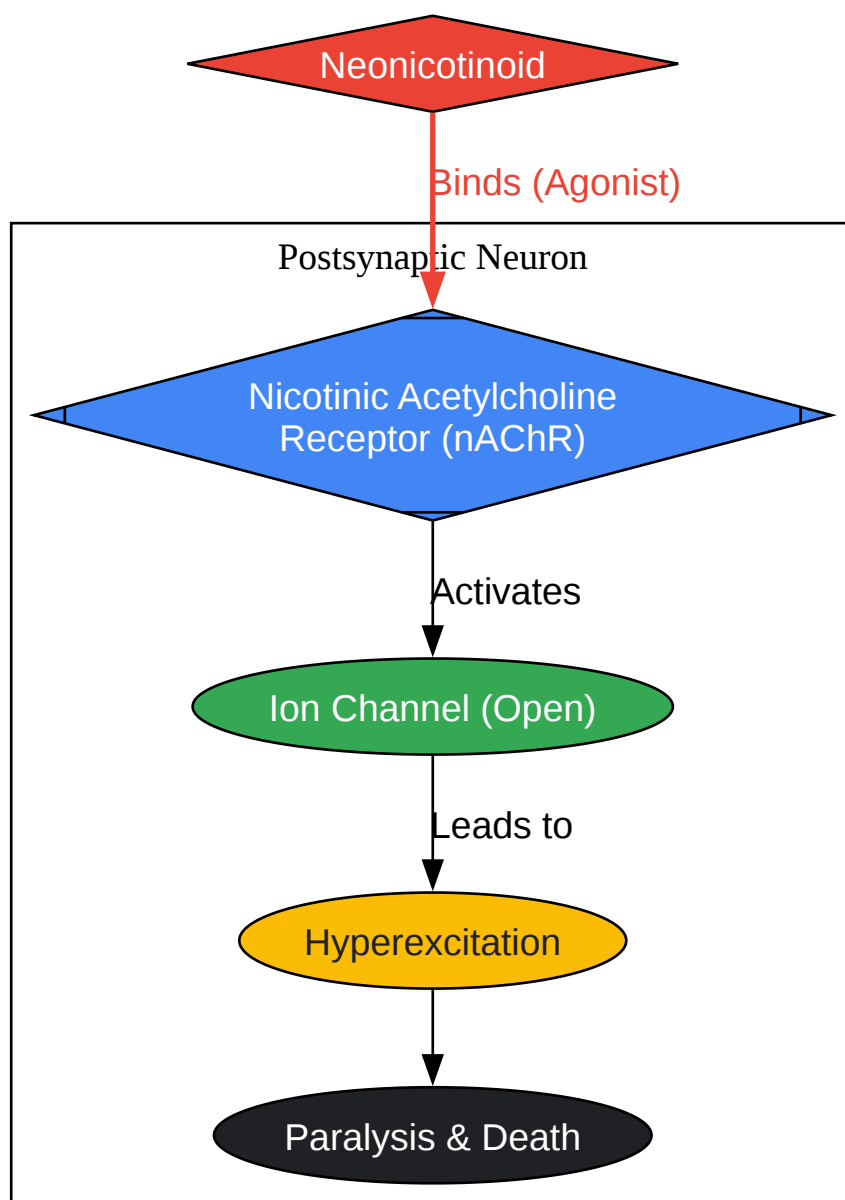 Neonicotinoid
Binds (Agonist)
Postsynaptic Neuron
Nicotinic Acetylcholine
Receptor (nAChR)
Activates
Ion Channel (Open)
Leads to
Hyperexcitation
Paralysis & Death